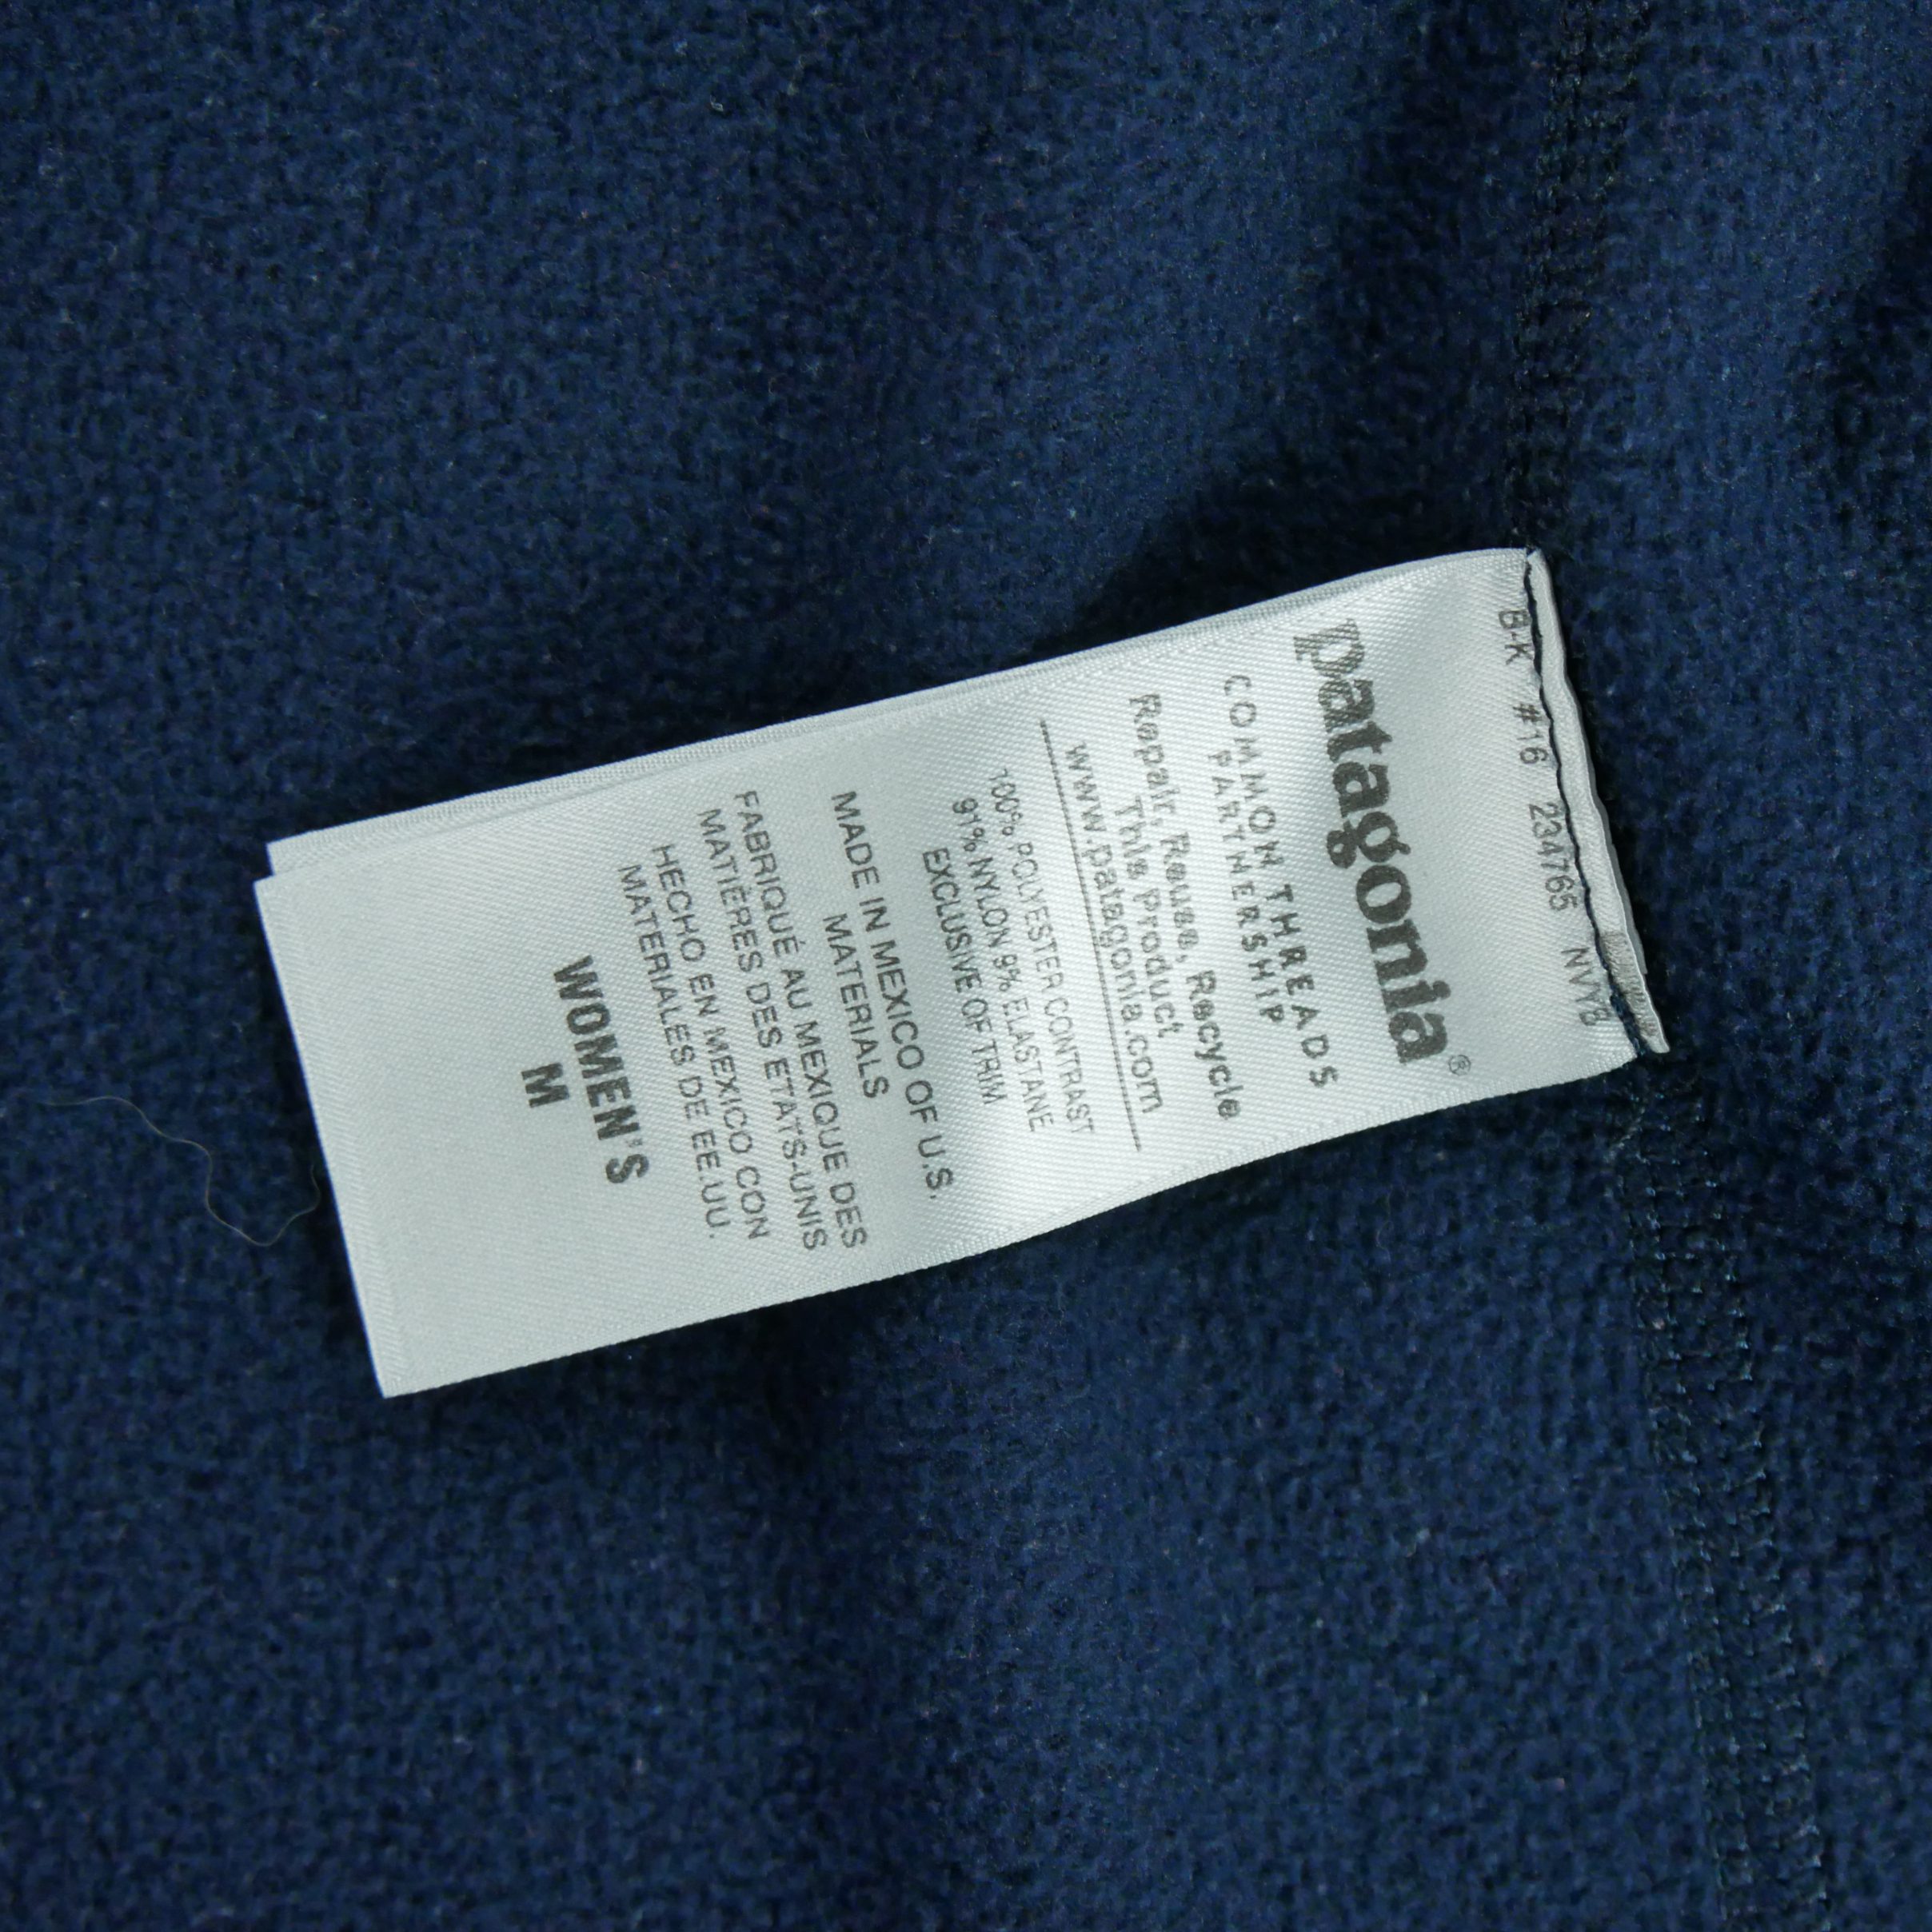 B-K #16 234765 NVYB
patagonia®
COMMON THREADS
PARTNERSHIP
Repair, Reuse, Recycle
This Product
www.patagonia.com
100% POLYESTER CONTRAST
91% NYLON 9% ELASTANE
EXCLUSIVE OF TRIM
MADE IN MEXICO OF U.S.
MATERIALS
FABRIQUÉ AU MEXIQUE DES
MATIÈRES DES ETATS-UNIS
HECHO EN MEXICO CON
MATERIALES DE EE.UU.
WOMEN'S
M